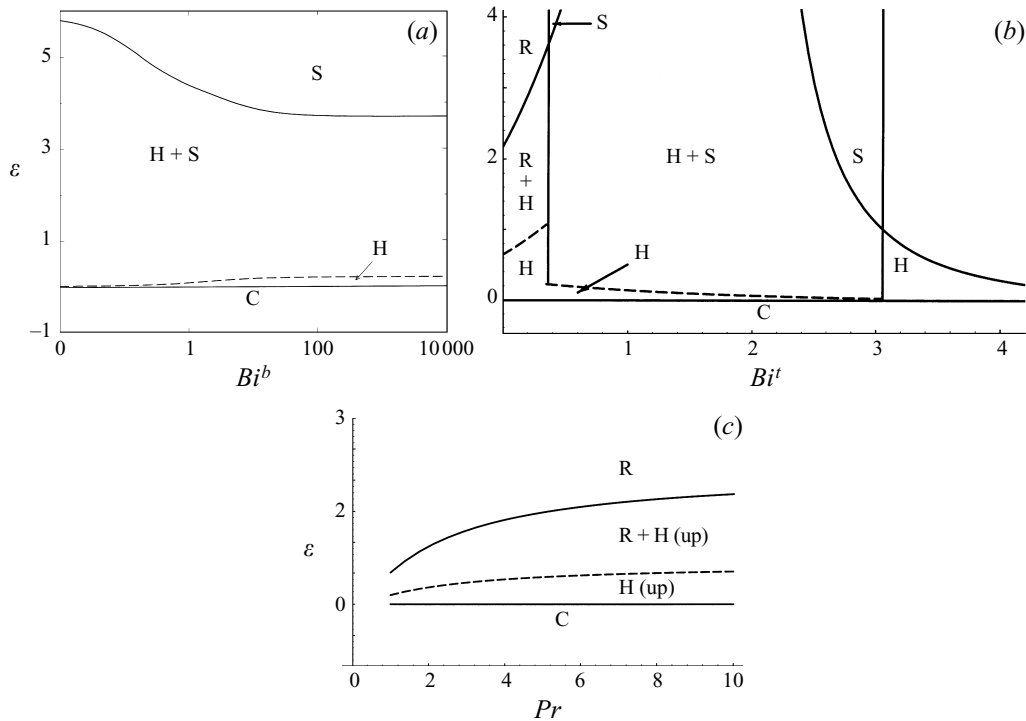 (a)
5
3
1
–1
ε
S
H + S
H
C
0
1
100
10 000
Bi^b
(b)
4
2
0
R
S
R
+
H
H
H + S
H
S
H
C
1
2
3
4
Bi^t
(c)
3
2
0
ε
R
R + H (up)
H (up)
C
0
2
4
6
8
10
Pr